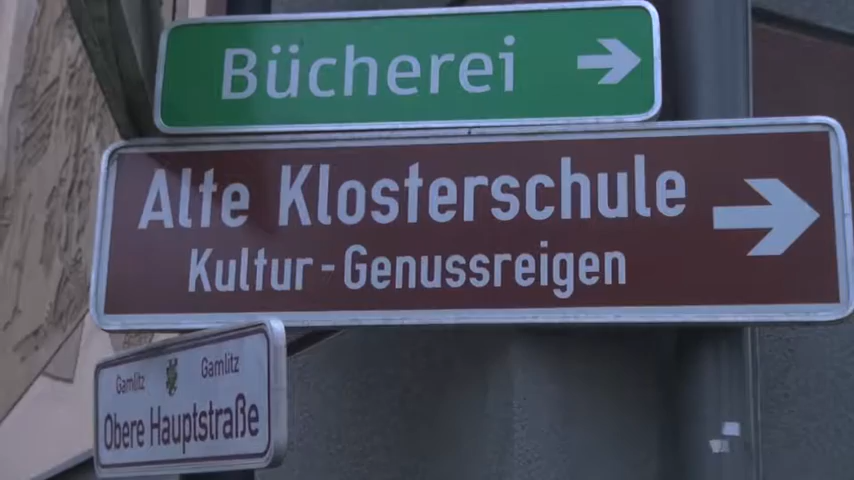 Bücherei
Alte Klosterschule
Kultur - Genussreigen
Gamlitz Gamlitz
Obere Hauptstraße